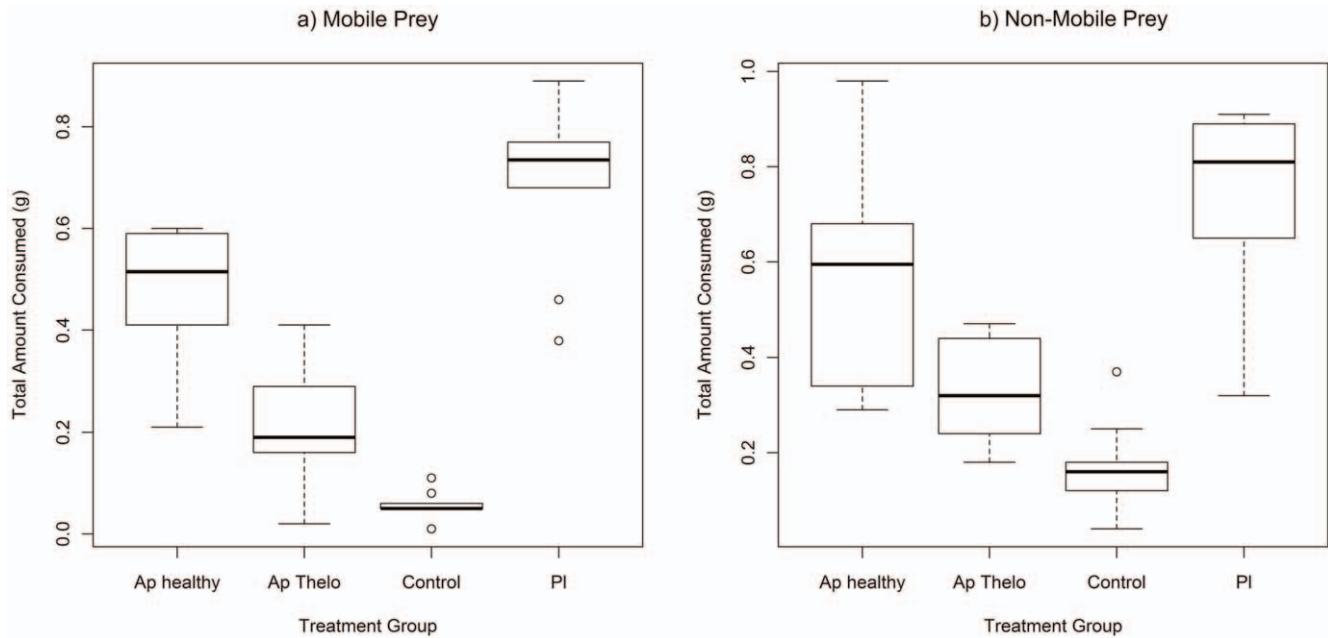 a) Mobile Prey
Total Amount Consumed (g)
0.8
0.6
0.4
0.2
0.0
Ap healthy Ap Thelo Control Pl
Treatment Group
b) Non-Mobile Prey
Total Amount Consumed (g)
1.0
0.8
0.6
0.4
0.2
Ap healthy Ap Thelo Control Pl
Treatment Group